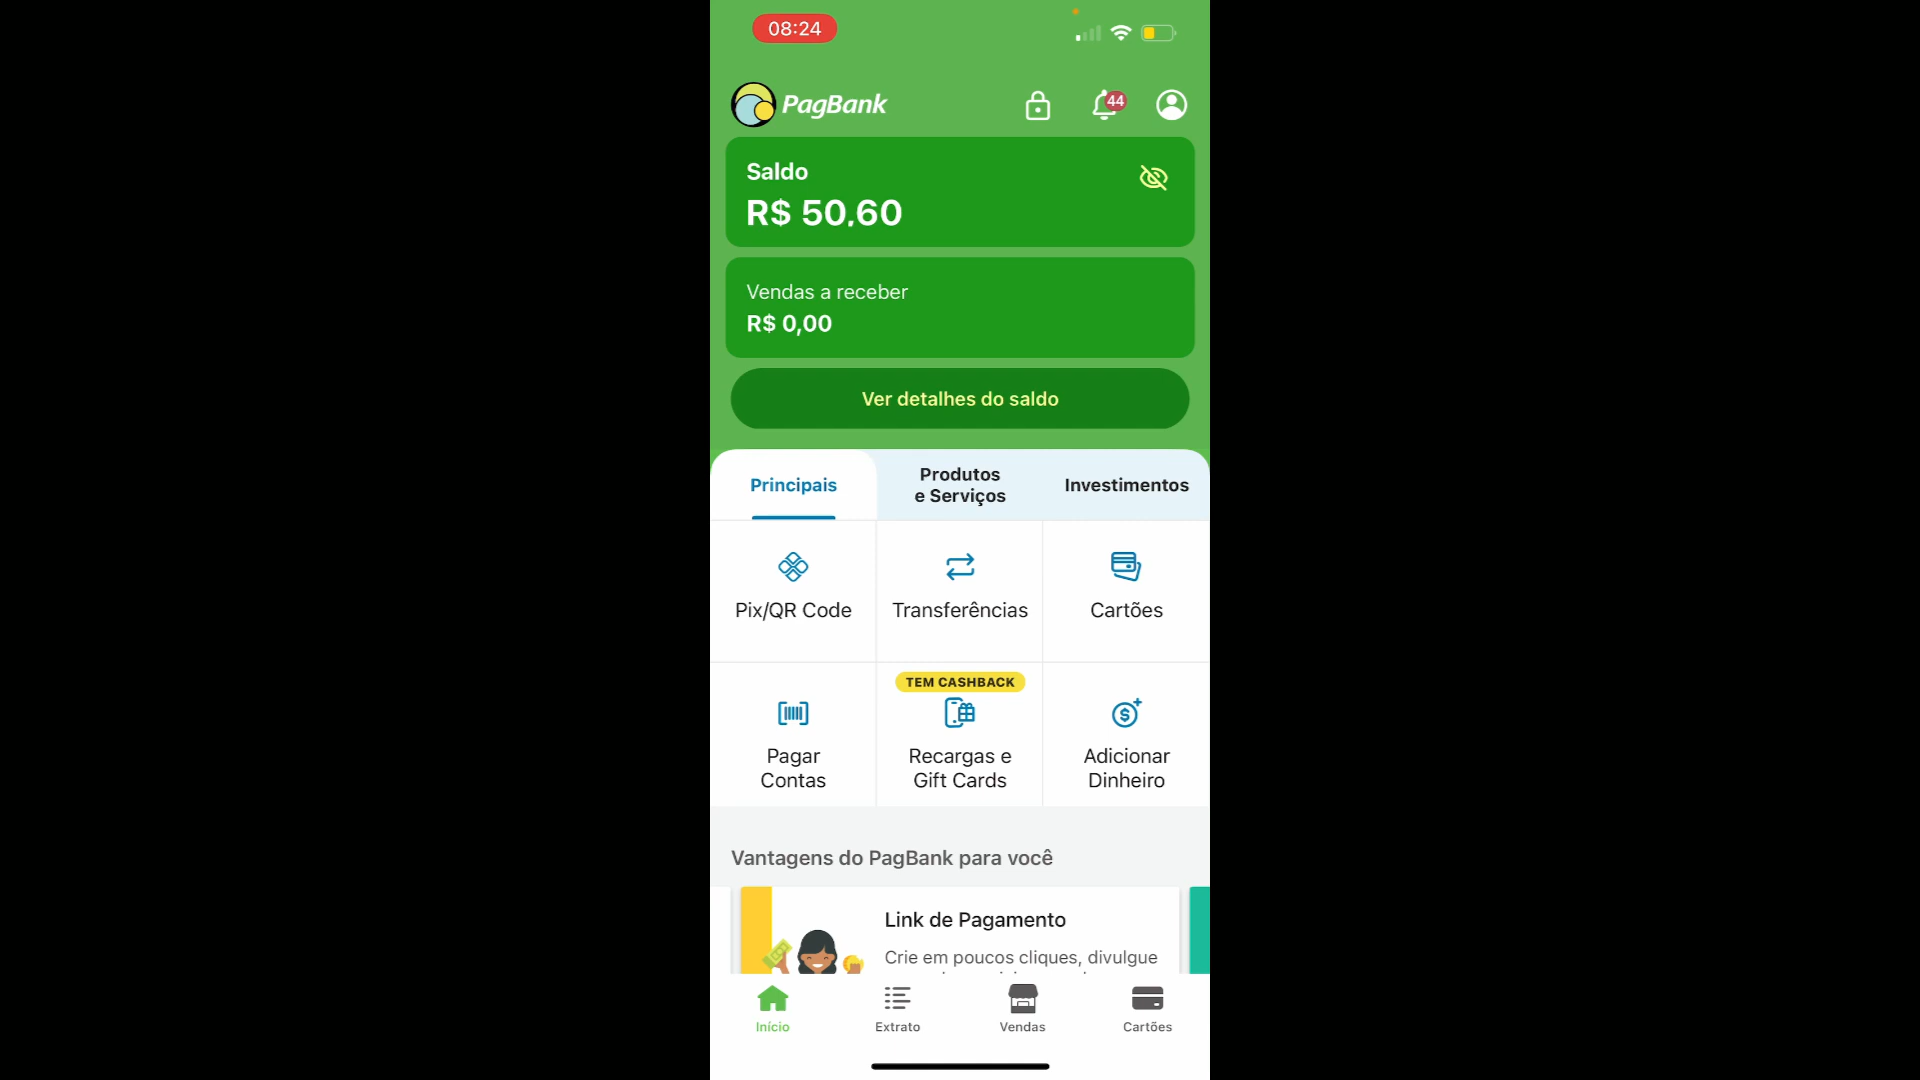 08:24
PagBank
44
Saldo
R$ 50,60
Vendas a receber
R$ 0,00
Ver detalhes do saldo
Principais
Produtos
e Serviços
Investimentos
Pix/QR Code
Transferências
Cartões
TEM CASHBACK
Pagar
Contas
Recargas e
Gift Cards
Adicionar
Dinheiro
Vantagens do PagBank para você
Link de Pagamento
Crie em poucos cliques, divulgue
Início
Extrato
Vendas
Cartões